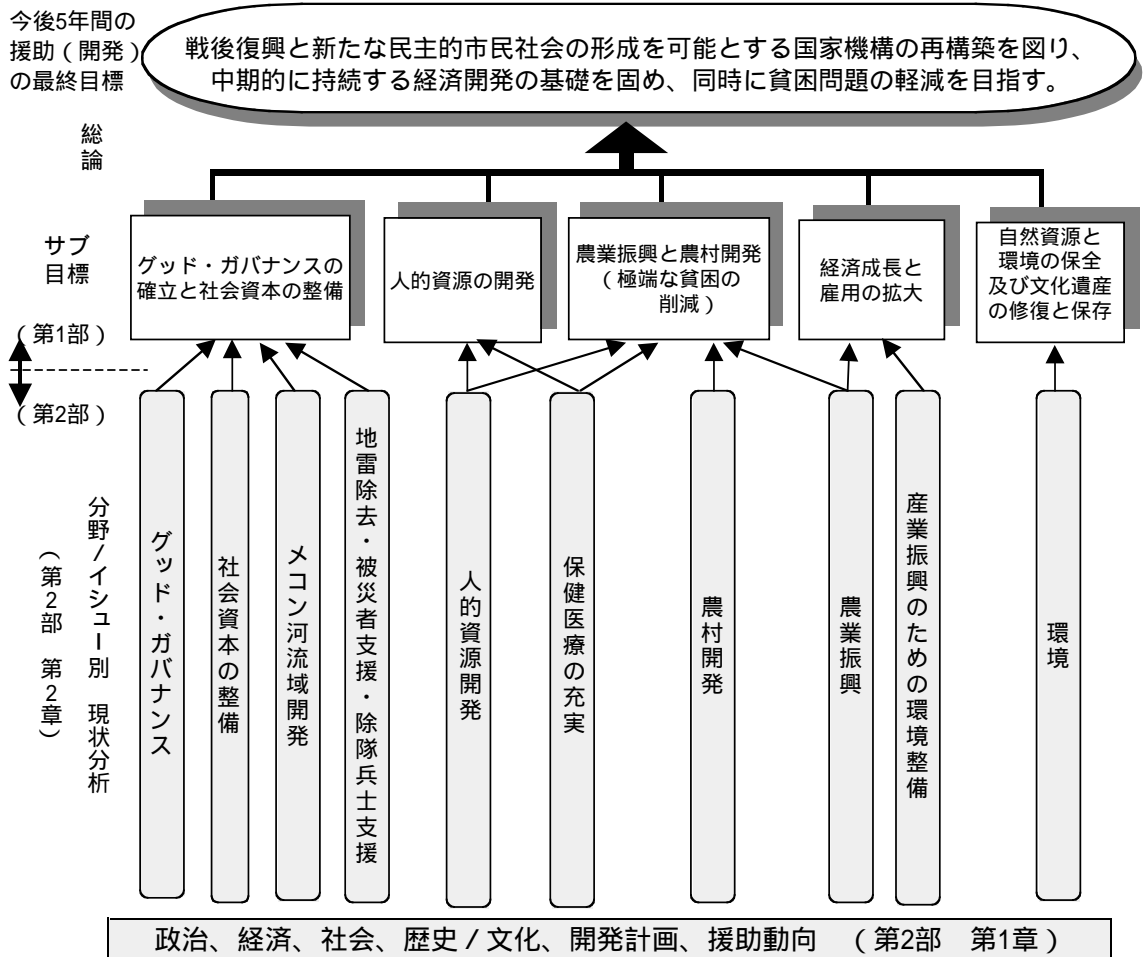 今後5年間の
援助（開発）
の最終目標
戦後復興と新たな民主的市民社会の形成を可能とする国家機構の再構築を図り、
中期的に持続する経済開発の基礎を固め、同時に貧困問題の軽減を目指す。
総
論
サブ
目標
グッド・ガバナンスの
確立と社会資本の整備
人的資源の開発
農業振興と農村開発
（極端な貧困の
削減）
経済成長と
雇用の拡大
自然資源と
環境の保全
及び文化遺産
の修復と保存
（第1部）
（第2部）
分野/イシュー別　現状分析
（第2部　第2章）
グッド・ガバナンス
社会資本の整備
メコン河流域開発
地雷除去・被災者支援・除隊兵士支援
人的資源開発
保健医療の充実
農村開発
農業振興
産業振興のための環境整備
環境
政治、経済、社会、歴史／文化、開発計画、援助動向　（第2部　第1章）